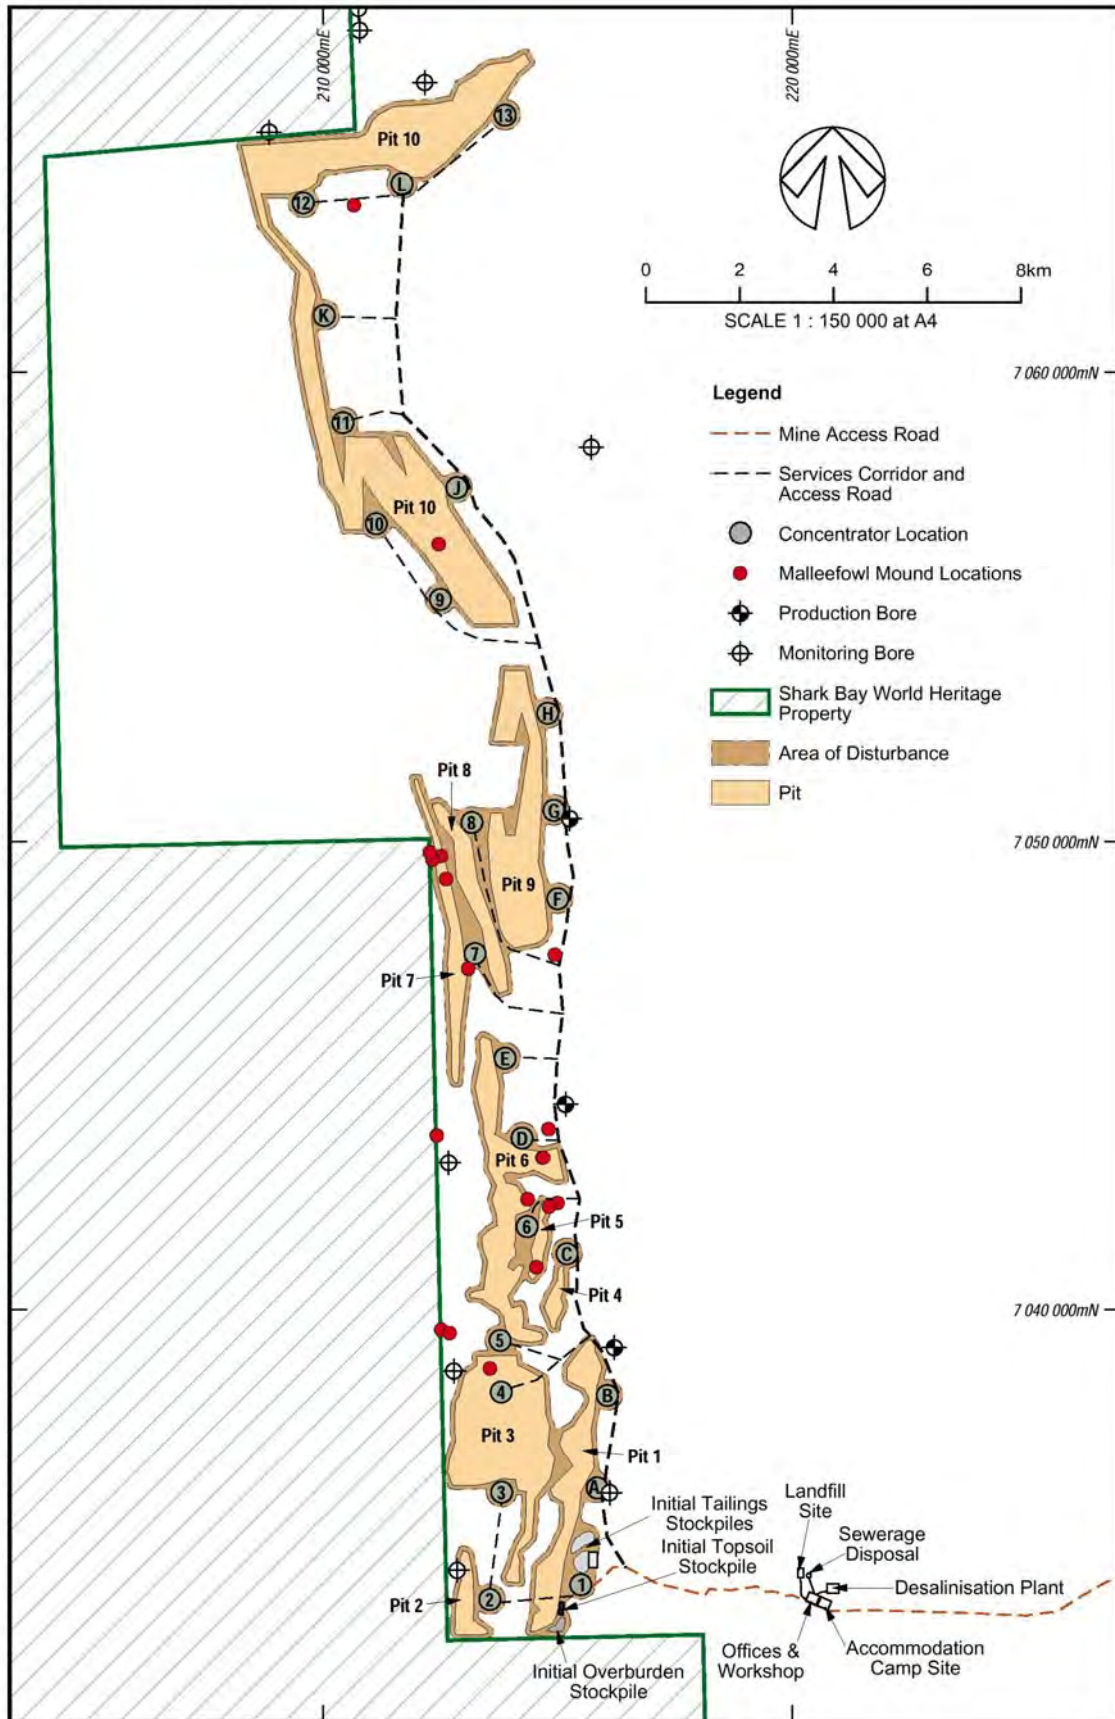 210 000mE
220 000mE
13
Pit 10
L
12
0 2 4 6 8km
SCALE 1 : 150 000 at A4
K
7 060 000mN
Legend
Mine Access Road
Services Corridor and
Access Road
Concentrator Location
Malleefowl Mound Locations
Production Bore
Monitoring Bore
Shark Bay World Heritage
Property
Area of Disturbance
Pit
11
J
Pit 10
10
9
H
Pit 8
G
8
7 050 000mN
Pit 9
F
7
Pit 7
E
D
Pit 6
6
Pit 5
C
Pit 4
7 040 000mN
5
4
B
Pit 3
Pit 1
3
A
Initial Tailings
Stockpiles
Initial Topsoil
Stockpile
Landfill
Site
Sewerage
Disposal
Desalinisation Plant
1
2
Pit 2
Initial Overburden
Stockpile
Offices &
Workshop
Accommodation
Camp Site